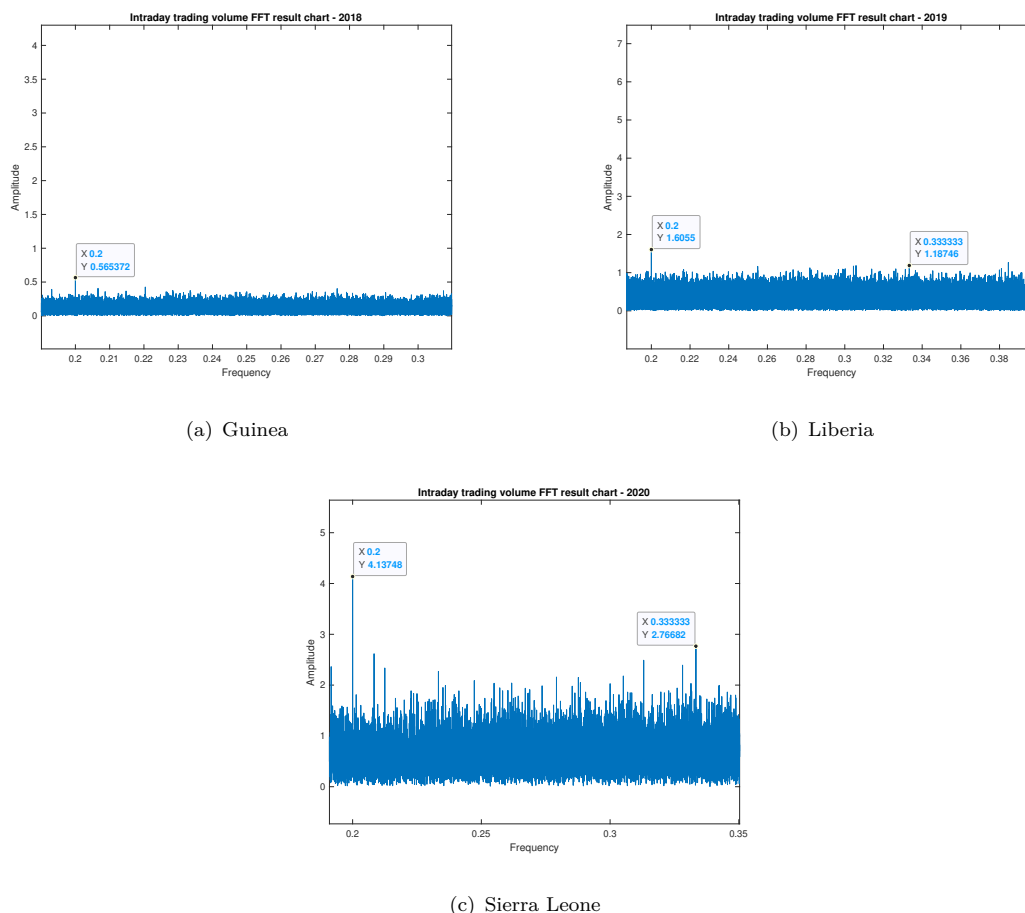 Intraday trading volume FFT result chart - 2018
4
3.5
3
2.5
2
1.5
1
0.5
0
Amplitude
X 0.2
Y 0.565372
0.2 0.21 0.22 0.23 0.24 0.25 0.26 0.27 0.28 0.29 0.3
Frequency
(a) Guinea
Intraday trading volume FFT result chart - 2019
7
6
5
4
3
2
1
0
Amplitude
X 0.2
Y 1.6055
X 0.333333
Y 1.18746
0.2 0.22 0.24 0.26 0.28 0.3 0.32 0.34 0.36 0.38
Frequency
(b) Liberia
Intraday trading volume FFT result chart - 2020
5
4
3
2
1
0
Amplitude
X 0.2
Y 4.13748
X 0.333333
Y 2.76682
0.2 0.25 0.3 0.35
Frequency
(c) Sierra Leone